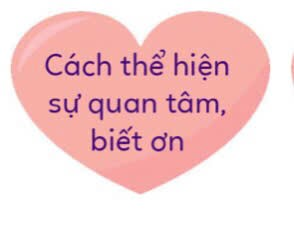 Cách thể hiện
sự quan tâm,
biết ơn